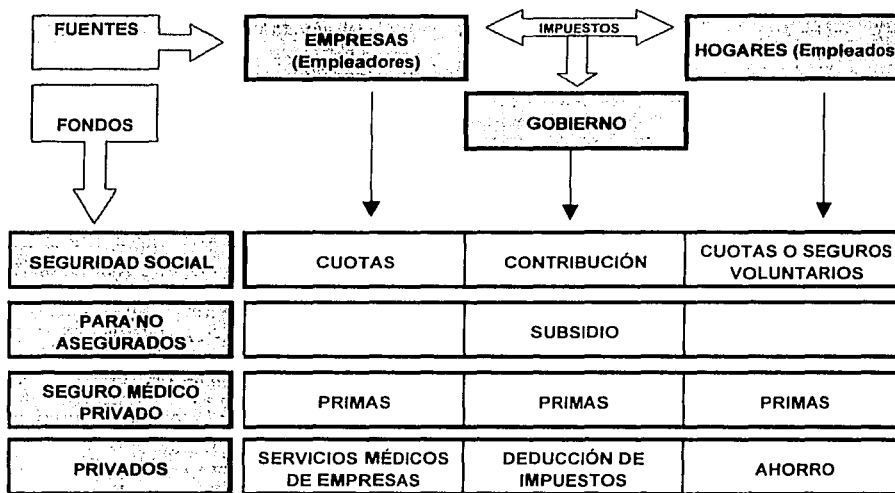 FUENTES
EMPRESAS
(Empleadores)
IMPUESTOS
HOGARES (Empleados
FONDOS
GOBIERNO
SEGURIDAD SOCIAL
CUOTAS
CONTRIBUCIÓN
CUOTAS O SEGUROS
VOLUNTARIOS
PARA NO
ASEGURADOS
SUBSIDIO
SEGURO MÉDICO
PRIVADO
PRIMAS
PRIMAS
PRIMAS
PRIVADOS
SERVICIOS MÉDICOS
DE EMPRESAS
DEDUCCIÓN DE
IMPUESTOS
AHORRO